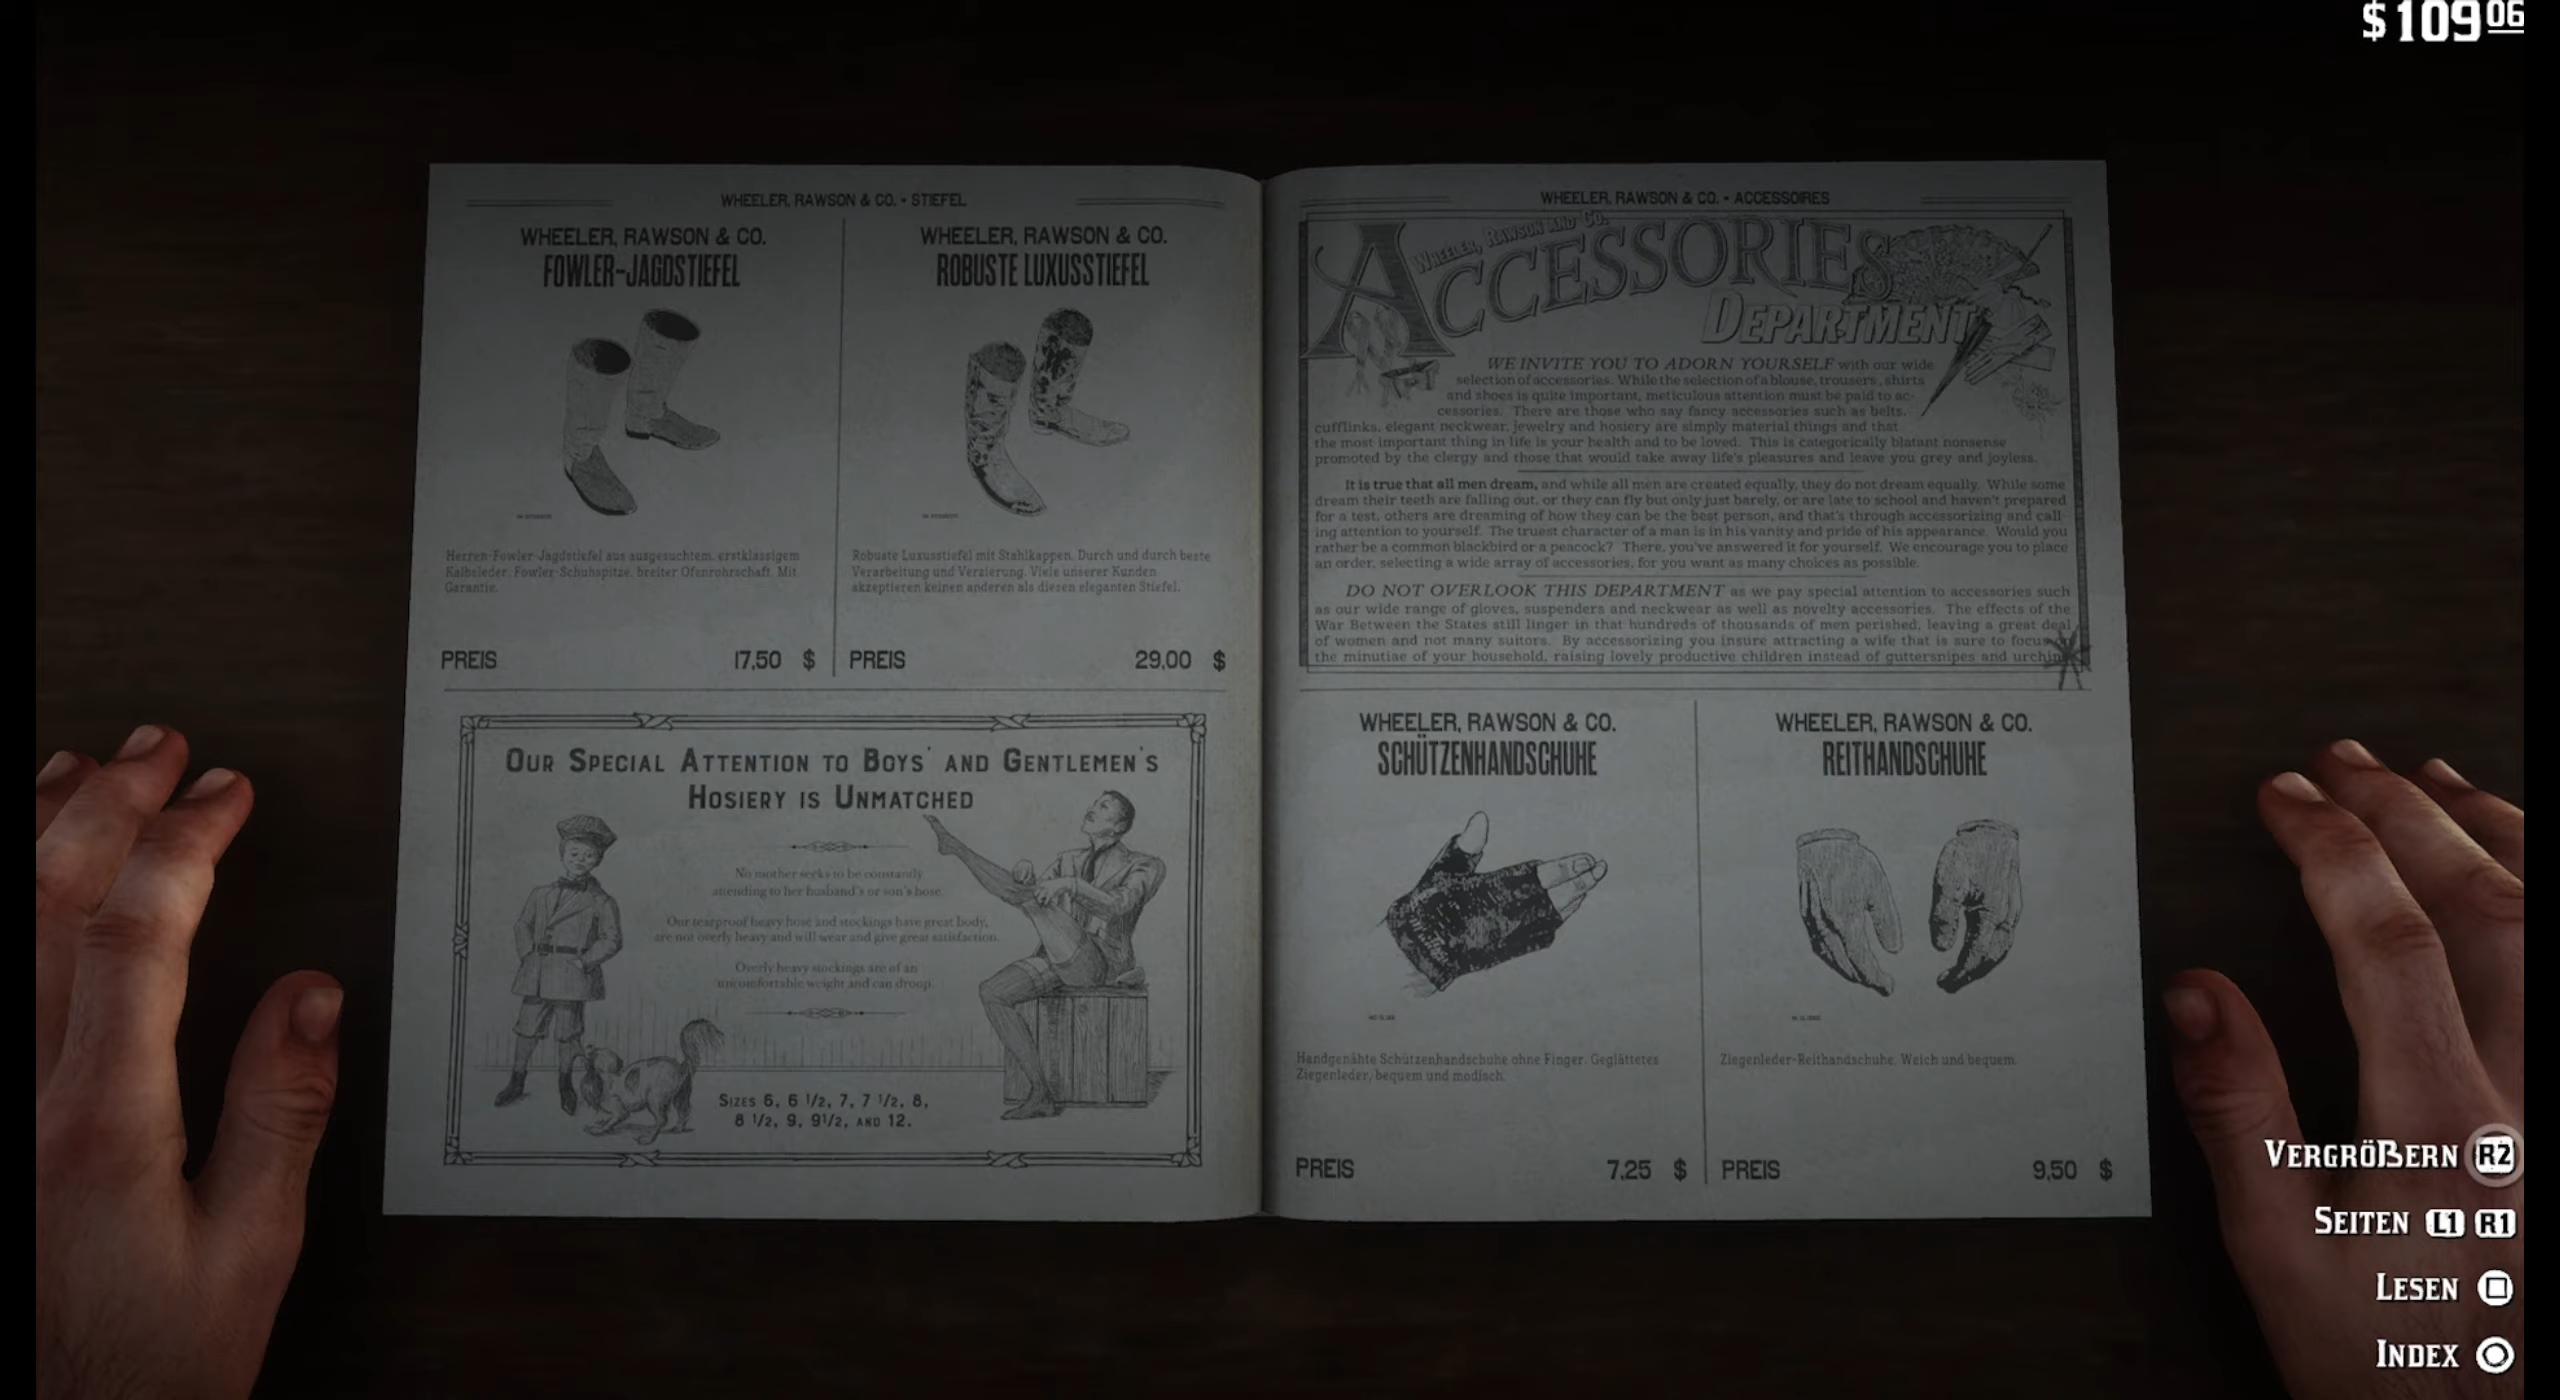 $109 06
WHEELER, RAWSON & CO. • STIEFEL
WHEELER, RAWSON & CO.
FOWLER-JAGDSTIEFEL
Herren-Fowler-Jagdstiefel aus ausgesuchtem, erstklassigem
Kalbsleder. Fowler-Schuhspitze, breiter Ofenrohrschaft. Mit
Garantie.
PREIS 17,50 $
WHEELER, RAWSON & CO.
ROBUSTE LUXUSSTIEFEL
Robuste Luxusstiefel mit Stahlkappen. Durch und durch beste
Verarbeitung und Verzierung. Viele unserer Kunden
akzeptieren keinen anderen als diesen eleganten Stiefel.
PREIS 29,00 $
OUR SPECIAL ATTENTION TO BOYS' AND GENTLEMEN'S
HOSIERY IS UNMATCHED
No mother seeks to be constantly
attending to her husband's or son's hose.
Our tearproof heavy hose and stockings have great body,
are not overly heavy and will wear and give great satisfaction.
Overly heavy stockings are of an
uncomfortable weight and can droop.
SIZES 6, 6 1/2, 7, 7 1/2, 8,
8 1/2, 9, 9 1/2, AND 12.
WHEELER, RAWSON & CO. • ACCESSOIRES
WHEELER, RAWSON AND CO.
ACCESSORIES
DEPARTMENT
WE INVITE YOU TO ADORN YOURSELF with our wide
selection of accessories. While the selection of a blouse, trousers, shirts
and shoes is quite important, meticulous attention must be paid to ac-
cessories. There are those who say fancy accessories such as belts,
cufflinks, elegant neckwear, jewelry and hosiery are simply material things and that
the most important thing in life is your health and to be loved. This is categorically blatant nonsense
promoted by the clergy and those that would take away life's pleasures and leave you grey and joyless.
It is true that all men dream, and while all men are created equally, they do not dream equally. While some
dream their teeth are falling out, or they can fly but only just barely, or are late to school and haven't prepared
for a test, others are dreaming of how they can be the best person, and that's through accessorizing and call-
ing attention to yourself. The truest character of a man is in his vanity and pride of his appearance. Would you
rather be a common blackbird or a peacock? There, you've answered it for yourself. We encourage you to place
an order, selecting a wide array of accessories, for you want as many choices as possible.
DO NOT OVERLOOK THIS DEPARTMENT as we pay special attention to accessories such
as our wide range of gloves, suspenders and neckwear as well as novelty accessories. The effects of the
War Between the States still linger in that hundreds of thousands of men perished, leaving a great deal
of women and not many suitors. By accessorizing you insure attracting a wife that is sure to focus on
the minutiae of your household, raising lovely productive children instead of guttersnipes and urchins
WHEELER, RAWSON & CO.
SCHÜTZENHANDSCHUHE
Handgenähte Schützenhandschuhe ohne Finger. Geglättetes
Ziegenleder, bequem und modisch.
PREIS 7,25 $
WHEELER, RAWSON & CO.
REITHANDSCHUHE
Ziegenleder-Reithandschuhe. Weich und bequem.
PREIS 9,50 $
VERGRÖẞERN R2
SEITEN L1 R1
LESEN
INDEX